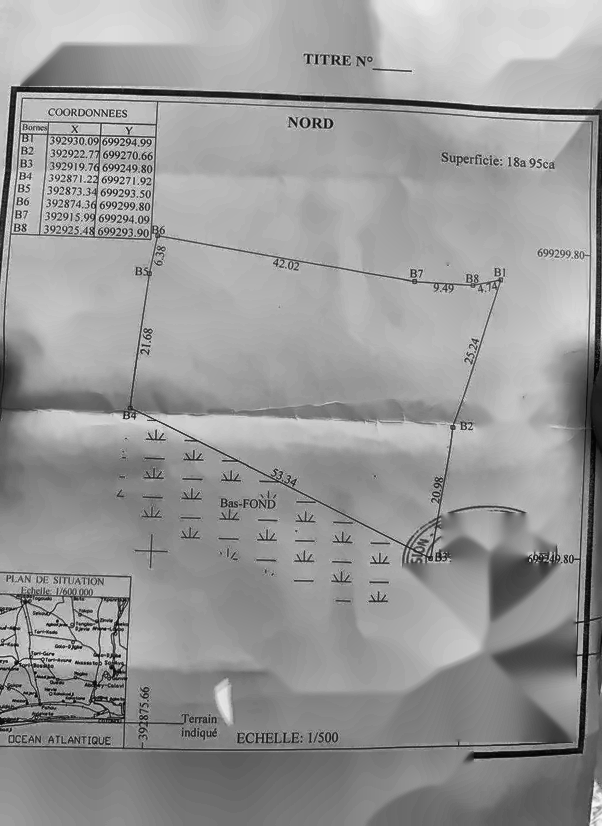 TITRE N°____
COORDONNEES
Bornes X Y
B1 392930.09 699294.99
B2 392922.77 699270.66
B3 392919.76 699249.80
B4 392871.22 699271.92
B5 392873.34 699293.50
B6 392874.36 699299.80
B7 392915.99 699294.09
B8 392925.48 699293.90
NORD
Superficie: 18a 95ca
B6
699299.80
6.38
42.02
B5
B7
B8
B1
9.49
4.14
21.68
25.24
B4
B2
53.34
20.98
Bas-FOND
B3
699249.80
PLAN DE SITUATION
Echelle: 1/600 000
OCEAN ATLANTIQUE
392875.66
Terrain
indiqué
ECHELLE: 1/500